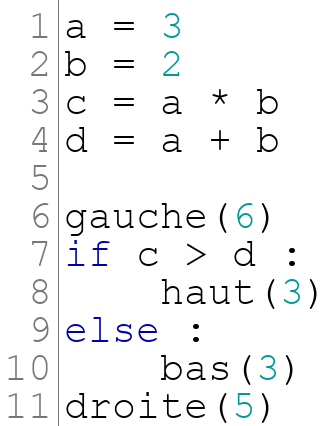 1 a = 3
2 b = 2
3 c = a * b
4 d = a + b
5
6 gauche(6)
7 if c > d :
8     haut(3)
9 else :
10     bas(3)
11 droite(5)